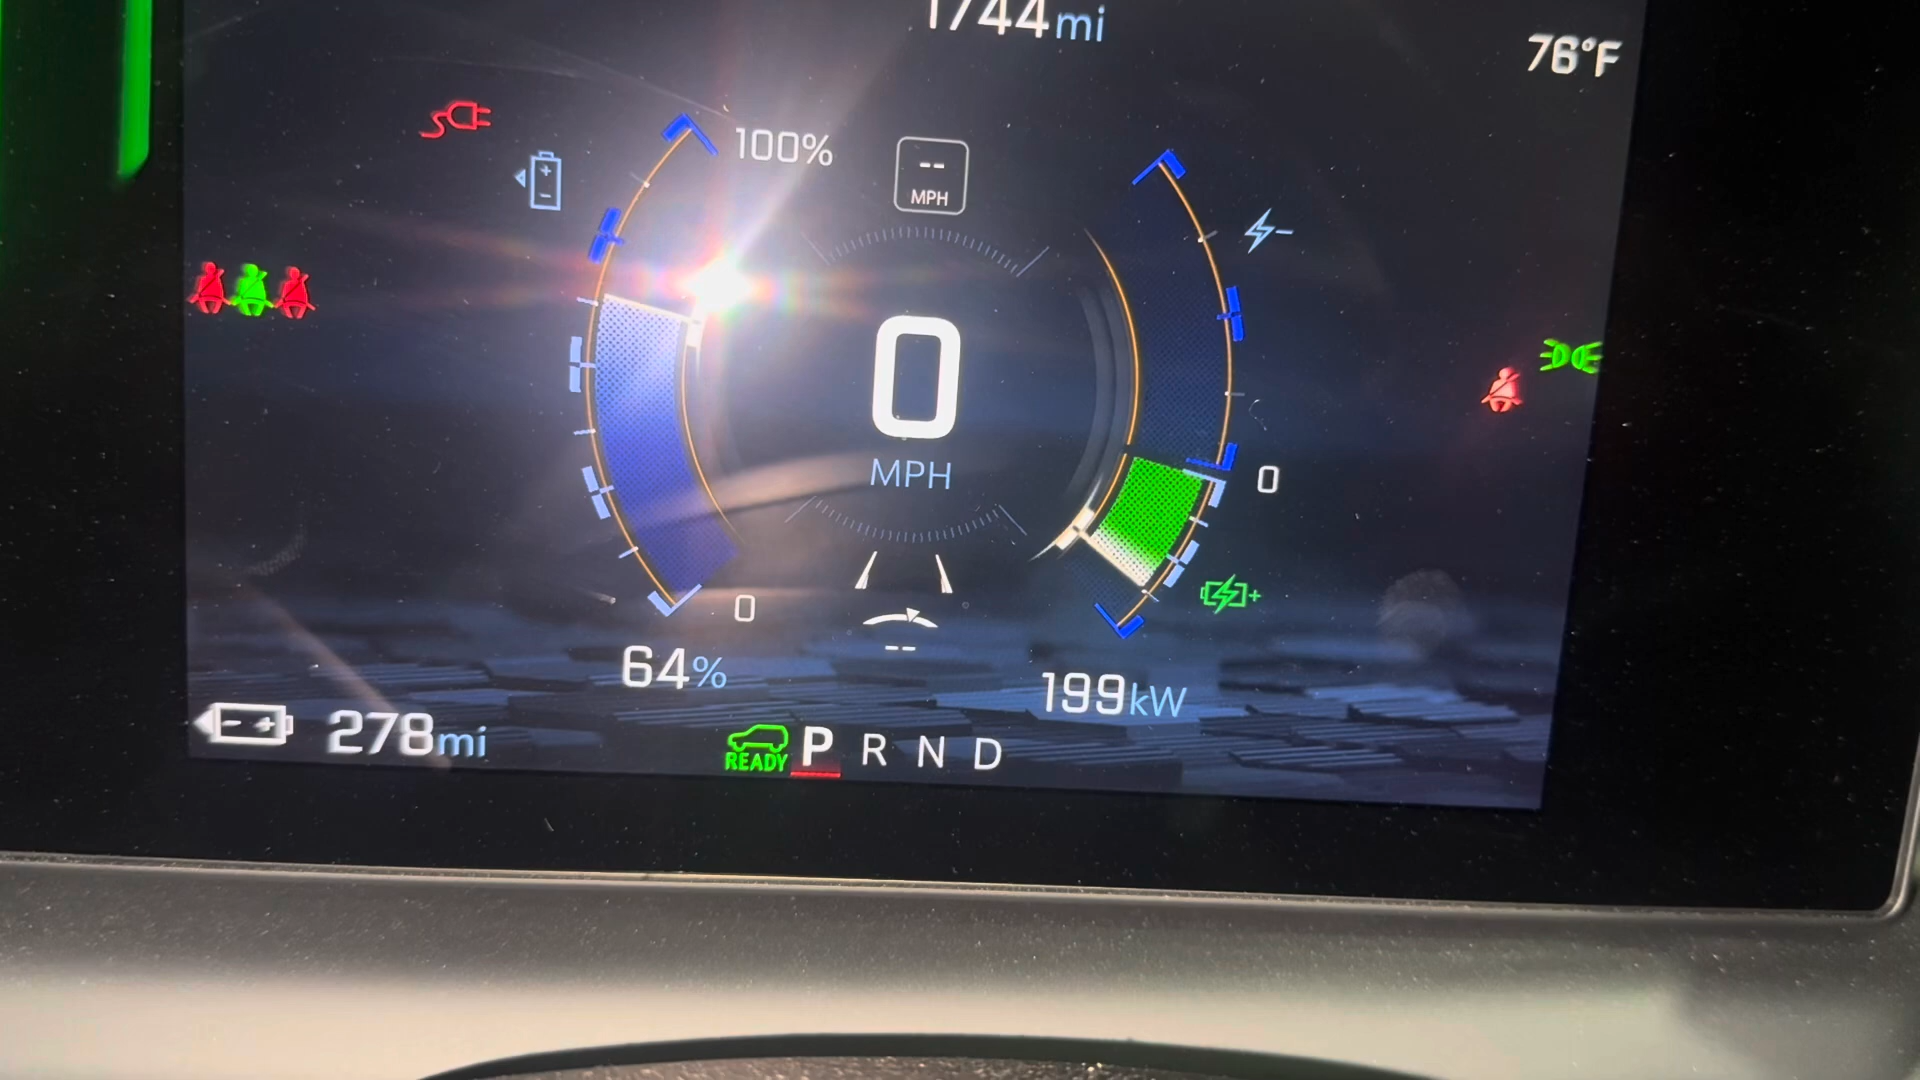 1744mi
76°F
100%
--
MPH
0
MPH
0
0
--
64%
199kW
278mi
READY
P R N D